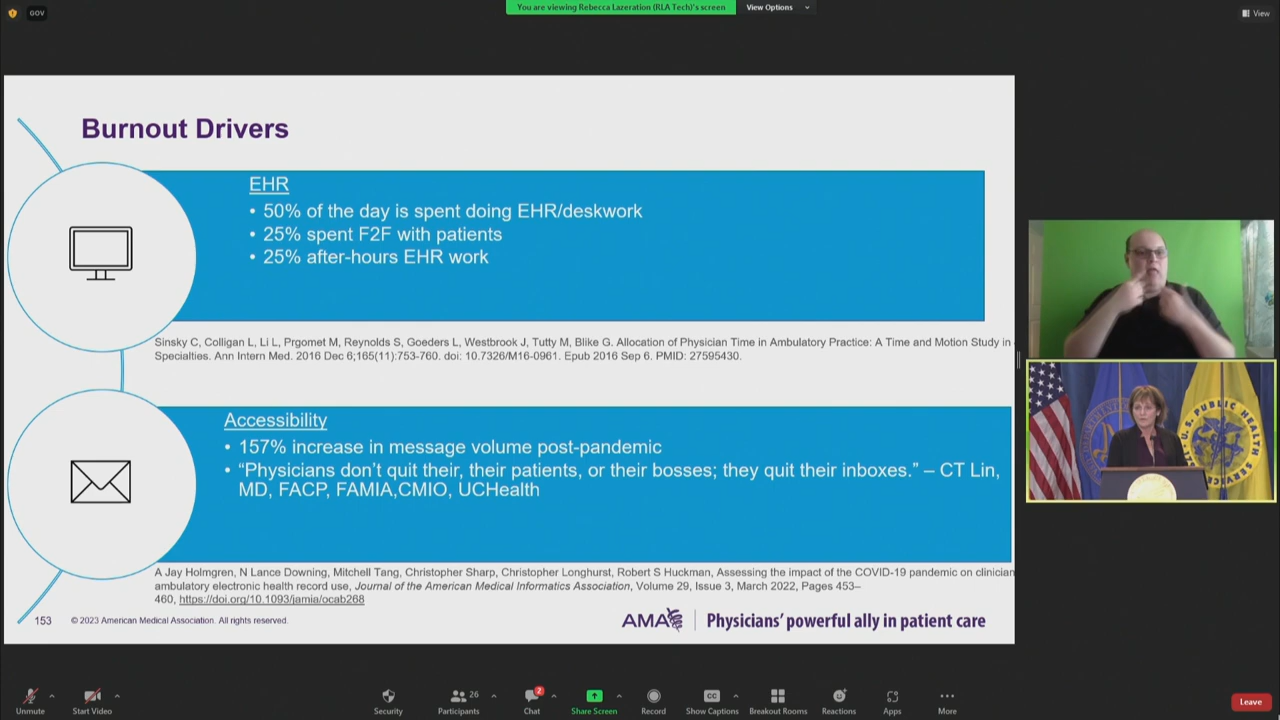 GOV
You are viewing Rebecca Lazeration (RLA Tech)'s screen
View Options
View
Burnout Drivers
EHR
• 50% of the day is spent doing EHR/deskwork
• 25% spent F2F with patients
• 25% after-hours EHR work
Sinsky C, Colligan L, Li L, Prgomet M, Reynolds S, Goeders L, Westbrook J, Tutty M, Blike G. Allocation of Physician Time in Ambulatory Practice: A Time and Motion Study in
Specialties. Ann Intern Med. 2016 Dec 6;165(11):753-760. doi: 10.7326/M16-0961. Epub 2016 Sep 6. PMID: 27595430.
Accessibility
• 157% increase in message volume post-pandemic
• “Physicians don’t quit their, their patients, or their bosses; they quit their inboxes.” – CT Lin,
MD, FACP, FAMIA,CMIO, UCHealth
A Jay Holmgren, N Lance Downing, Mitchell Tang, Christopher Sharp, Christopher Longhurst, Robert S Huckman, Assessing the impact of the COVID-19 pandemic on clinician
ambulatory electronic health record use, Journal of the American Medical Informatics Association, Volume 29, Issue 3, March 2022, Pages 453–
460, https://doi.org/10.1093/jamia/ocab268
153
© 2023 American Medical Association. All rights reserved.
AMA
Physicians’ powerful ally in patient care
U.S. PUBLIC HEALTH SERVICE
Unmute
Start Video
Security
Participants
26
Chat
2
Share Screen
Record
CC
Show Captions
Breakout Rooms
Reactions
Apps
More
Leave